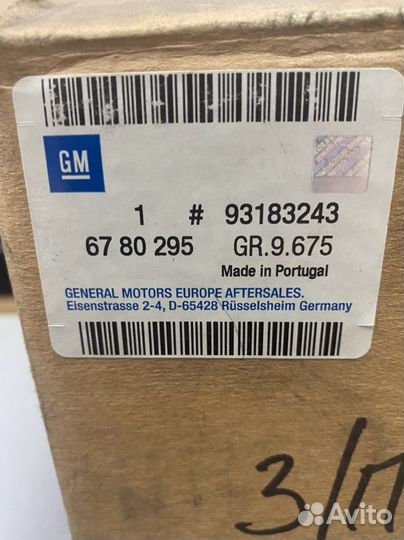 GM
1 # 93183243
67 80 295 GR.9.675
Made in Portugal
GENERAL MOTORS EUROPE AFTERSALES.
Eisenstrasse 2-4, D-65428 Rüsselsheim Germany
3/П
Avito